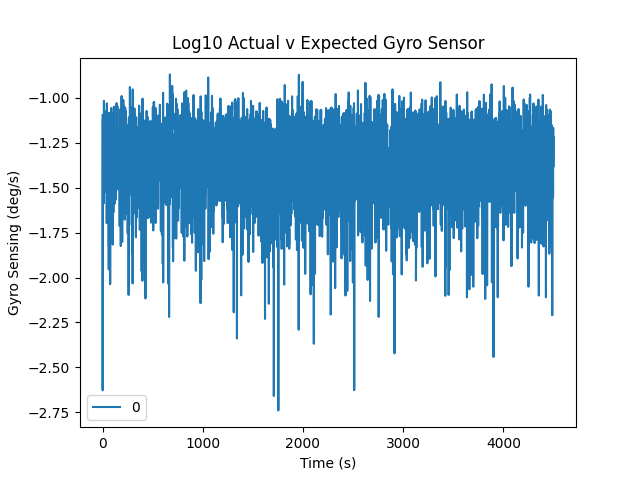 Log10 Actual v Expected Gyro Sensor
Gyro Sensing (deg/s)
−1.00
−1.25
−1.50
−1.75
−2.00
−2.25
−2.50
−2.75
0
0 1000 2000 3000 4000
Time (s)